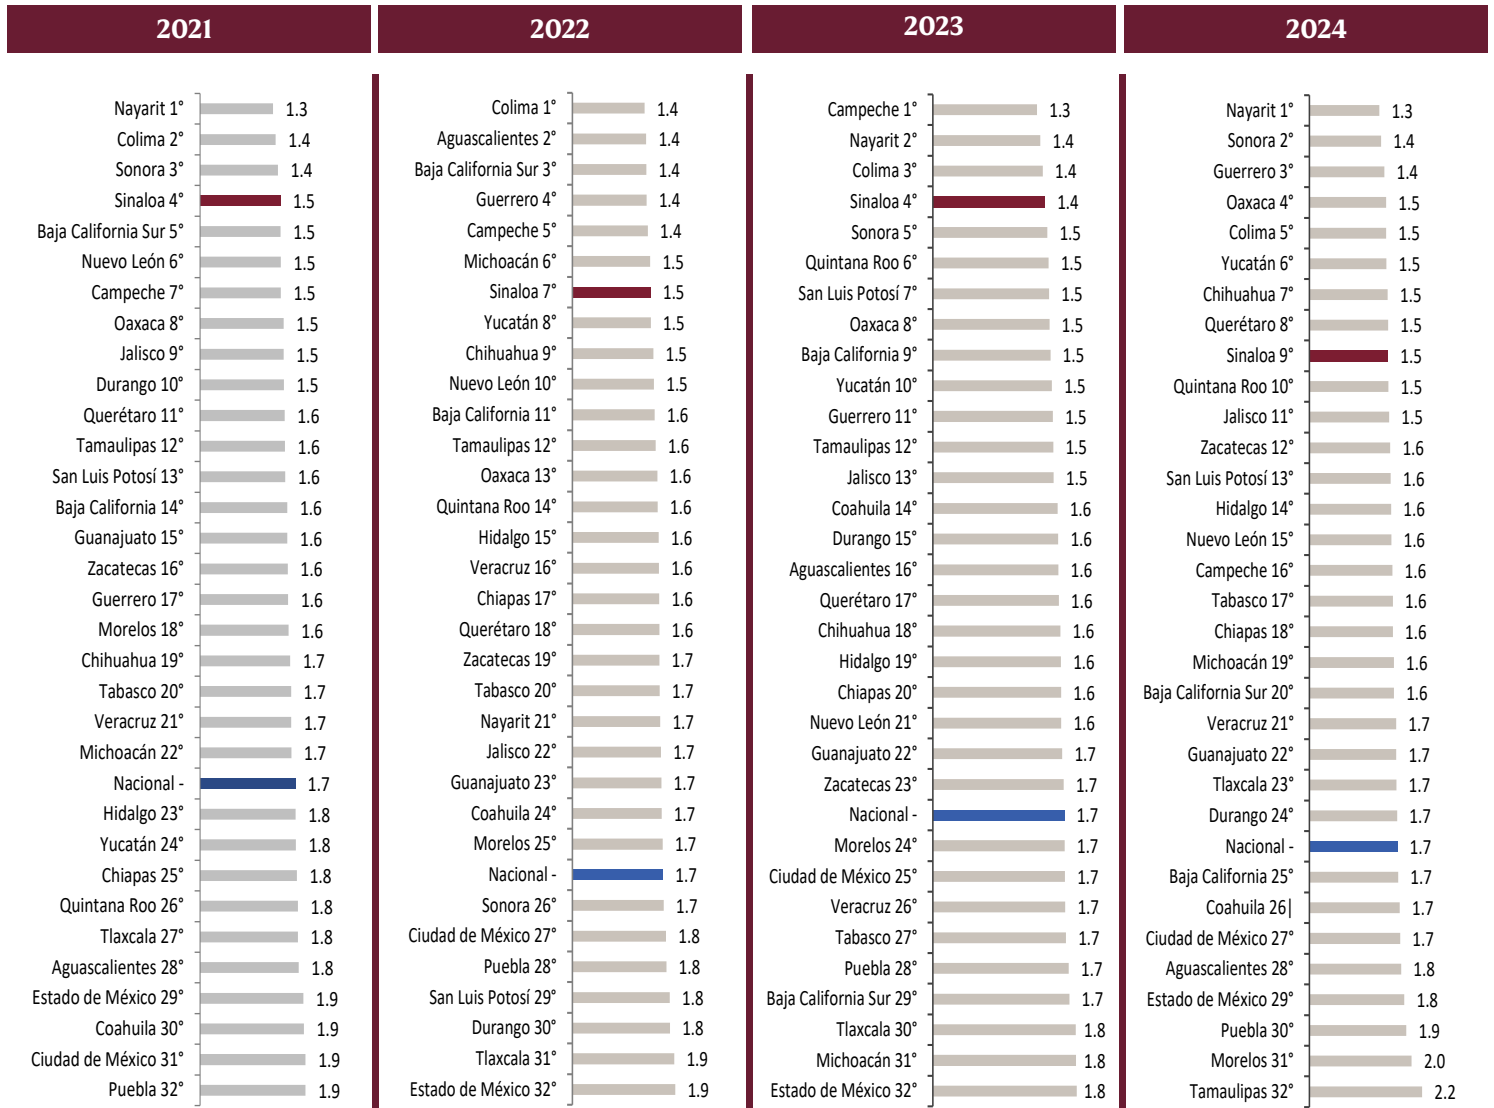 2021
Nayarit 1° 1.3
Colima 2° 1.4
Sonora 3° 1.4
Sinaloa 4° 1.5
Baja California Sur 5° 1.5
Nuevo León 6° 1.5
Campeche 7° 1.5
Oaxaca 8° 1.5
Jalisco 9° 1.5
Durango 10° 1.5
Querétaro 11° 1.6
Tamaulipas 12° 1.6
San Luis Potosí 13° 1.6
Baja California 14° 1.6
Guanajuato 15° 1.6
Zacatecas 16° 1.6
Guerrero 17° 1.6
Morelos 18° 1.6
Chihuahua 19° 1.7
Tabasco 20° 1.7
Veracruz 21° 1.7
Michoacán 22° 1.7
Nacional - 1.7
Hidalgo 23° 1.8
Yucatán 24° 1.8
Chiapas 25° 1.8
Quintana Roo 26° 1.8
Tlaxcala 27° 1.8
Aguascalientes 28° 1.8
Estado de México 29° 1.9
Coahuila 30° 1.9
Ciudad de México 31° 1.9
Puebla 32° 1.9
2022
Colima 1° 1.4
Aguascalientes 2° 1.4
Baja California Sur 3° 1.4
Guerrero 4° 1.4
Campeche 5° 1.4
Michoacán 6° 1.5
Sinaloa 7° 1.5
Yucatán 8° 1.5
Chihuahua 9° 1.5
Nuevo León 10° 1.5
Baja California 11° 1.6
Tamaulipas 12° 1.6
Oaxaca 13° 1.6
Quintana Roo 14° 1.6
Hidalgo 15° 1.6
Veracruz 16° 1.6
Chiapas 17° 1.6
Querétaro 18° 1.6
Zacatecas 19° 1.7
Tabasco 20° 1.7
Nayarit 21° 1.7
Jalisco 22° 1.7
Guanajuato 23° 1.7
Coahuila 24° 1.7
Morelos 25° 1.7
Nacional - 1.7
Sonora 26° 1.7
Ciudad de México 27° 1.8
Puebla 28° 1.8
San Luis Potosí 29° 1.8
Durango 30° 1.8
Tlaxcala 31° 1.9
Estado de México 32° 1.9
2023
Campeche 1° 1.3
Nayarit 2° 1.4
Colima 3° 1.4
Sinaloa 4° 1.4
Sonora 5° 1.5
Quintana Roo 6° 1.5
San Luis Potosí 7° 1.5
Oaxaca 8° 1.5
Baja California 9° 1.5
Yucatán 10° 1.5
Guerrero 11° 1.5
Tamaulipas 12° 1.5
Jalisco 13° 1.5
Coahuila 14° 1.6
Durango 15° 1.6
Aguascalientes 16° 1.6
Querétaro 17° 1.6
Chihuahua 18° 1.6
Hidalgo 19° 1.6
Chiapas 20° 1.6
Nuevo León 21° 1.6
Guanajuato 22° 1.7
Zacatecas 23° 1.7
Nacional - 1.7
Morelos 24° 1.7
Ciudad de México 25° 1.7
Veracruz 26° 1.7
Tabasco 27° 1.7
Puebla 28° 1.7
Baja California Sur 29° 1.7
Tlaxcala 30° 1.8
Michoacán 31° 1.8
Estado de México 32° 1.8
2024
Nayarit 1° 1.3
Sonora 2° 1.4
Guerrero 3° 1.4
Oaxaca 4° 1.5
Colima 5° 1.5
Yucatán 6° 1.5
Chihuahua 7° 1.5
Querétaro 8° 1.5
Sinaloa 9° 1.5
Quintana Roo 10° 1.5
Jalisco 11° 1.5
Zacatecas 12° 1.6
San Luis Potosí 13° 1.6
Hidalgo 14° 1.6
Nuevo León 15° 1.6
Campeche 16° 1.6
Tabasco 17° 1.6
Chiapas 18° 1.6
Michoacán 19° 1.6
Baja California Sur 20° 1.6
Veracruz 21° 1.7
Guanajuato 22° 1.7
Tlaxcala 23° 1.7
Durango 24° 1.7
Nacional - 1.7
Baja California 25° 1.7
Coahuila 26| 1.7
Ciudad de México 27° 1.7
Aguascalientes 28° 1.8
Estado de México 29° 1.8
Puebla 30° 1.9
Morelos 31° 2.0
Tamaulipas 32° 2.2